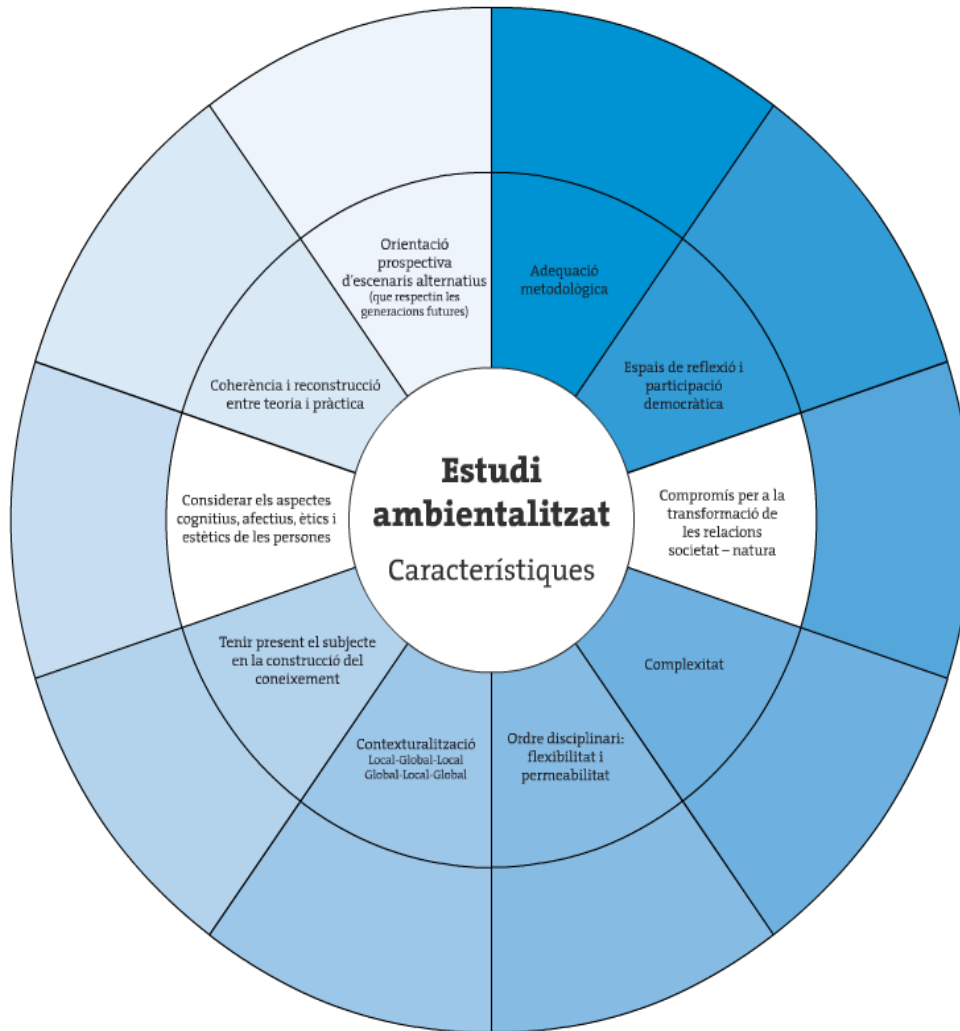 Estudi
ambientalitzat
Característiques
Adequació
metodològica
Espais de reflexió i
participació
democràtica
Compromís per a la
transformació de
les relacions
societat – natura
Complexitat
Ordre disciplinari:
flexibilitat i
permeabilitat
Contexturalització
Local-Global-Local
Global-Local-Global
Tenir present el subjecte
en la construcció del
coneixement
Considerar els aspectes
cognitius, afectius, ètics i
estètics de les persones
Coherència i reconstrucció
entre teoria i pràctica
Orientació
prospectiva
d'escenaris alternatius
(que respectin les
generacions futures)